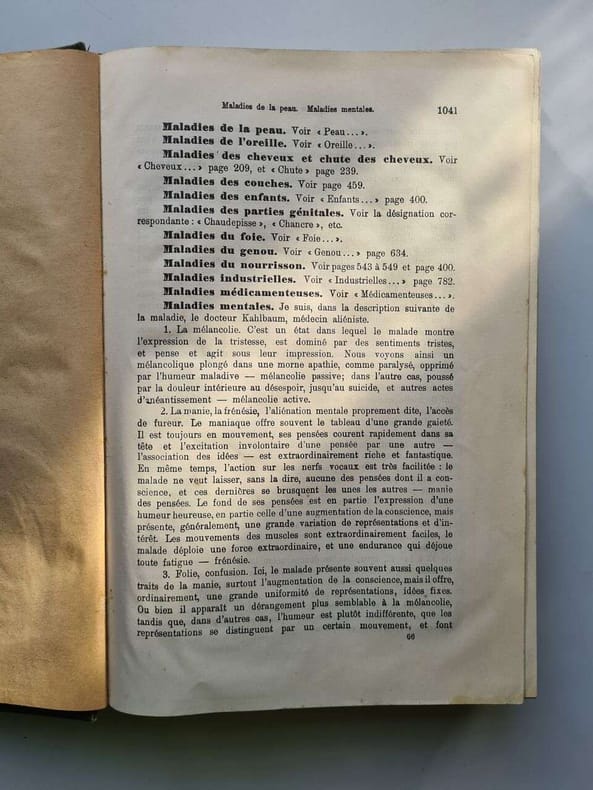 Maladies de la peau. Maladies mentales. 1041
Maladies de la peau. Voir « Peau... ».
Maladies de l'oreille. Voir « Oreille... ».
Maladies des cheveux et chute des cheveux. Voir
« Cheveux... » page 209, et « Chute » page 239.
Maladies des couches. Voir page 459.
Maladies des enfants. Voir « Enfants... » page 400.
Maladies des parties génitales. Voir la désignation cor-
respondante : « Chaudepisse », « Chancre », etc.
Maladies du foie. Voir « Foie... ».
Maladies du genou. Voir « Genou... » page 634.
Maladies du nourrisson. Voir pages 543 à 549 et page 400.
Maladies industrielles. Voir « Industrielles... » page 782.
Maladies médicamenteuses. Voir « Médicamenteuses... ».
Maladies mentales. Je suis, dans la description suivante de
la maladie, le docteur Kahlbaum, médecin aliéniste.
1. La mélancolie. C'est un état dans lequel le malade montre
l'expression de la tristesse, est dominé par des sentiments tristes,
et pense et agit sous leur impression. Nous voyons ainsi un
mélancolique plongé dans une morne apathie, comme paralysé, opprimé
par l'humeur maladive — mélancolie passive; dans l'autre cas, poussé
par la douleur intérieure au désespoir, jusqu'au suicide, et autres actes
d'anéantissement — mélancolie active.
2. La manie, la frénésie, l'aliénation mentale proprement dite, l'accès
de fureur. Le maniaque offre souvent le tableau d'une grande gaieté.
Il est toujours en mouvement, ses pensées courent rapidement dans sa
tête et l'excitation involontaire d'une pensée par une autre —
l'association des idées — est extraordinairement riche et fantastique.
En même temps, l'action sur les nerfs vocaux est très facilitée : le
malade ne veut laisser, sans la dire, aucune des pensées dont il a con-
science, et ces dernières se brusquent les unes les autres — manie
des pensées. Le fond de ses pensées est en partie l'expression d'une
humeur heureuse, en partie celle d'une augmentation de la conscience, mais
présente, généralement, une grande variation de représentations et d'in-
térêt. Les mouvements des muscles sont extraordinairement faciles, le
malade déploie une force extraordinaire, et une endurance qui déjoue
toute fatigue — frénésie.
3. Folie, confusion. Ici, le malade présente souvent aussi quelques
traits de la manie, surtout l'augmentation de la conscience, mais il offre,
ordinairement, une grande uniformité de représentations, idées fixes.
Ou bien il apparaît un dérangement plus semblable à la mélancolie,
tandis que, dans d'autres cas, l'humeur est plutôt indifférente, que les
représentations se distinguent par un certain mouvement, et font
66